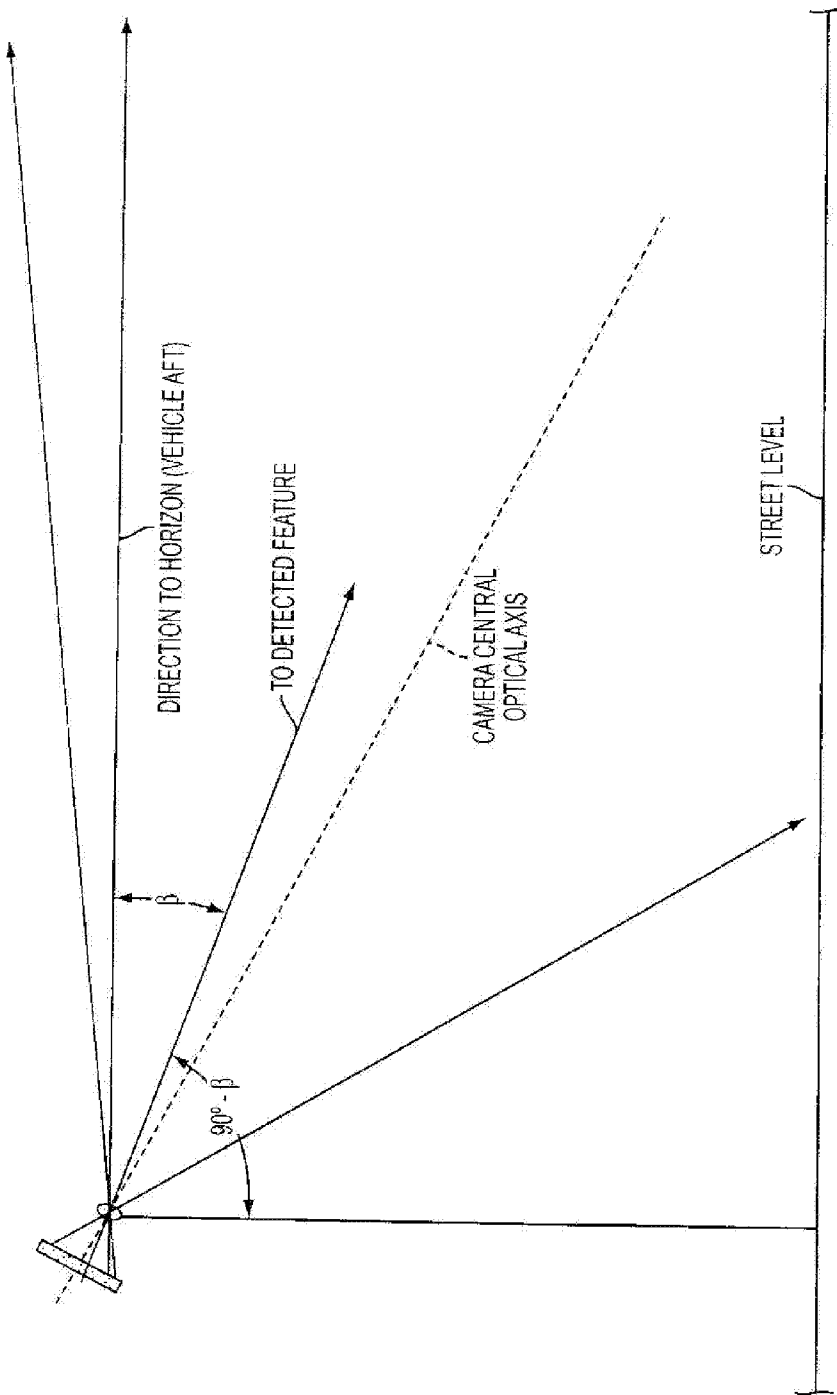 DIRECTION TO HORIZON (VEHICLE AFT)
β
TO DETECTED FEATURE
90° - β
CAMERA CENTRAL
OPTICAL AXIS
STREET LEVEL